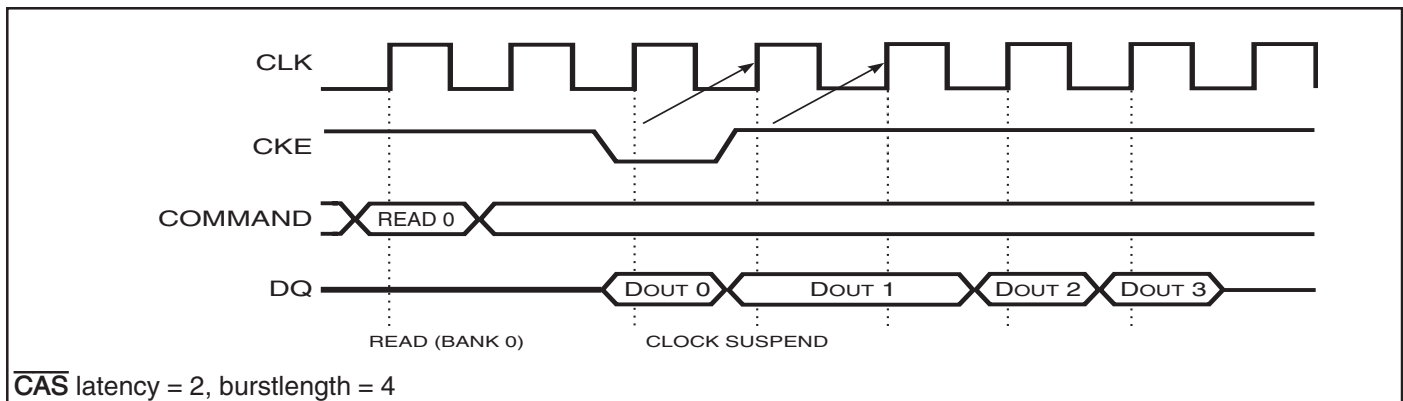 CLK
CKE
COMMAND READ 0
DQ DOUT 0 DOUT 1 DOUT 2 DOUT 3
READ (BANK 0) CLOCK SUSPEND
CAS latency = 2, burstlength = 4